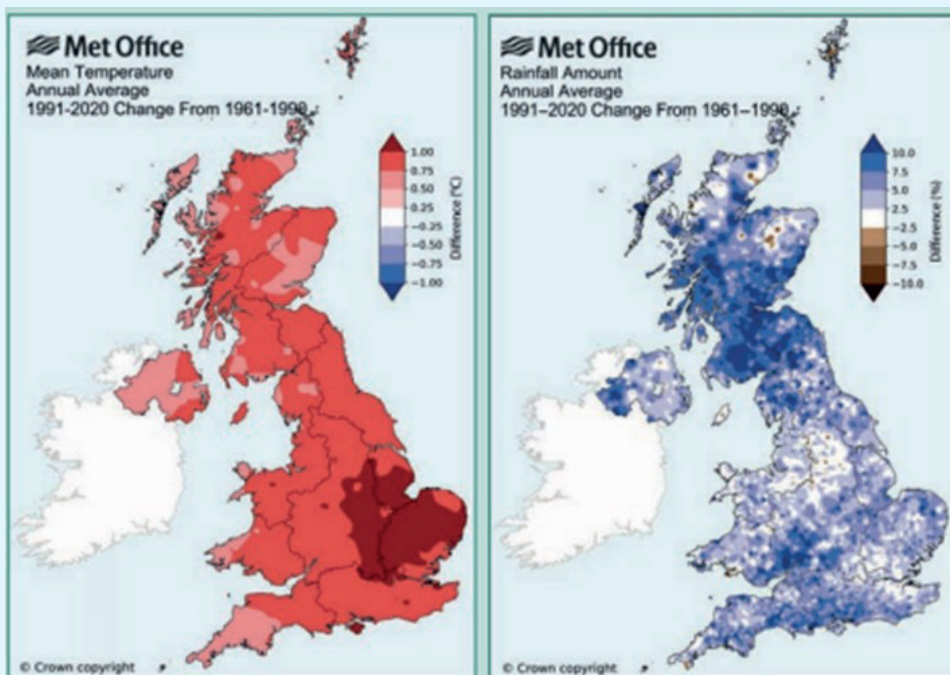 Met Office
Mean Temperature
Annual Average
1991-2020 Change From 1961-1990
1.00
0.75
0.50
0.25
−0.25
−0.75
−1.00
Difference (°C)
© Crown copyright
Met Office
Rainfall Amount
Annual Average
1991–2020 Change From 1961–1990
10.0
7.5
5.0
2.5
−2.5
−5.0
−7.5
−10.0
Difference (%)
© Crown copyright